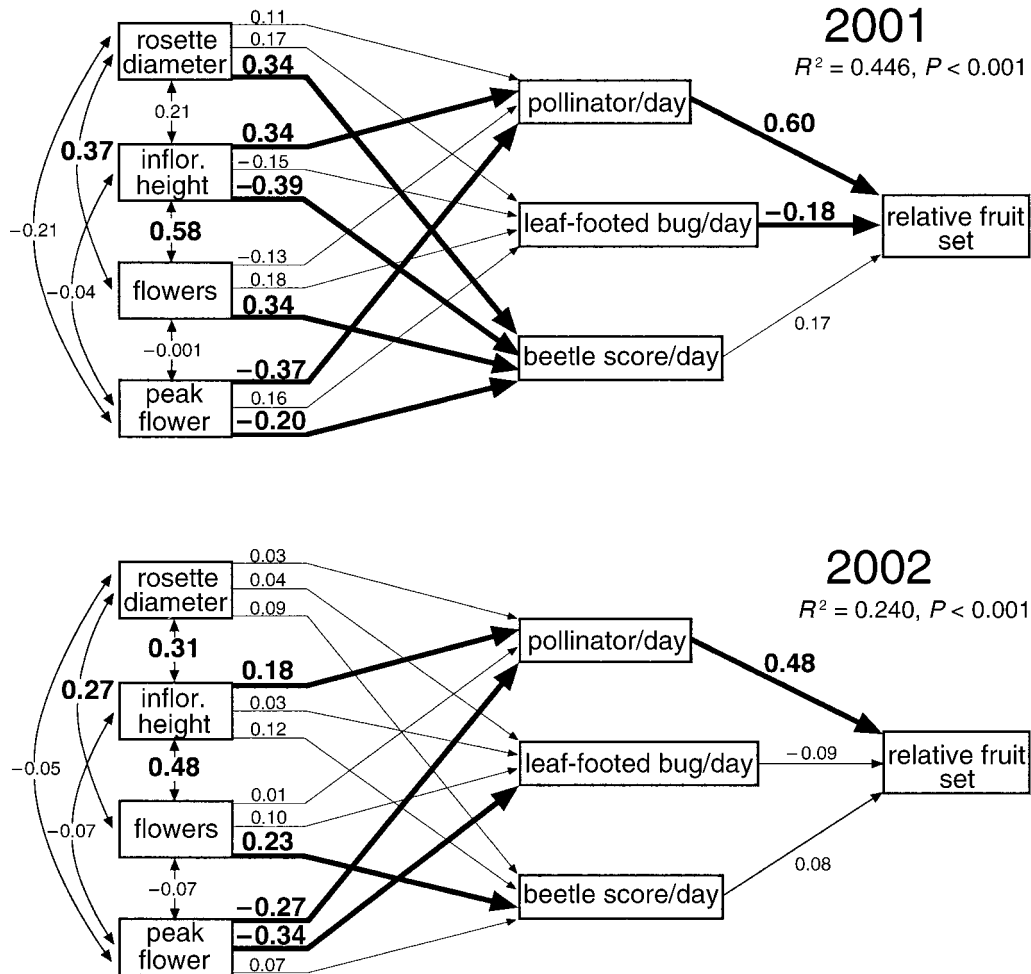 2001
R² = 0.446, P < 0.001
rosette
diameter
0.11
0.17
0.34
0.21
0.37
inflor.
height
0.34
−0.15
−0.39
−0.21
0.58
−0.04
flowers
−0.13
0.18
0.34
−0.001
peak
flower
−0.37
0.16
−0.20
pollinator/day
0.60
leaf-footed bug/day
−0.18
beetle score/day
0.17
relative fruit
set
2002
R² = 0.240, P < 0.001
rosette
diameter
0.03
0.04
0.09
0.31
0.27
inflor.
height
0.18
0.03
0.12
−0.05
0.48
−0.07
flowers
0.01
0.10
0.23
−0.07
peak
flower
−0.27
−0.34
0.07
pollinator/day
0.48
leaf-footed bug/day
−0.09
beetle score/day
0.08
relative fruit
set